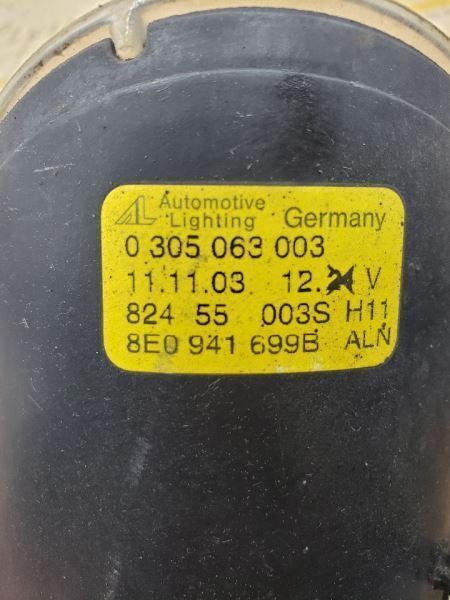 AL Automotive
Lighting Germany
0 305 063 003
11.11.03 12.24 V
824 55 003S H11
8E0 941 699B ALN